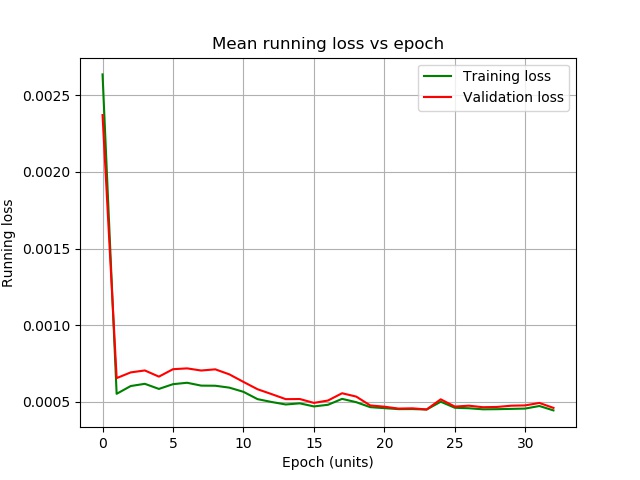 Mean running loss vs epoch
Training loss
Validation loss
0.0025
0.0020
0.0015
0.0010
0.0005
Running loss
0
5
10
15
20
25
30
Epoch (units)